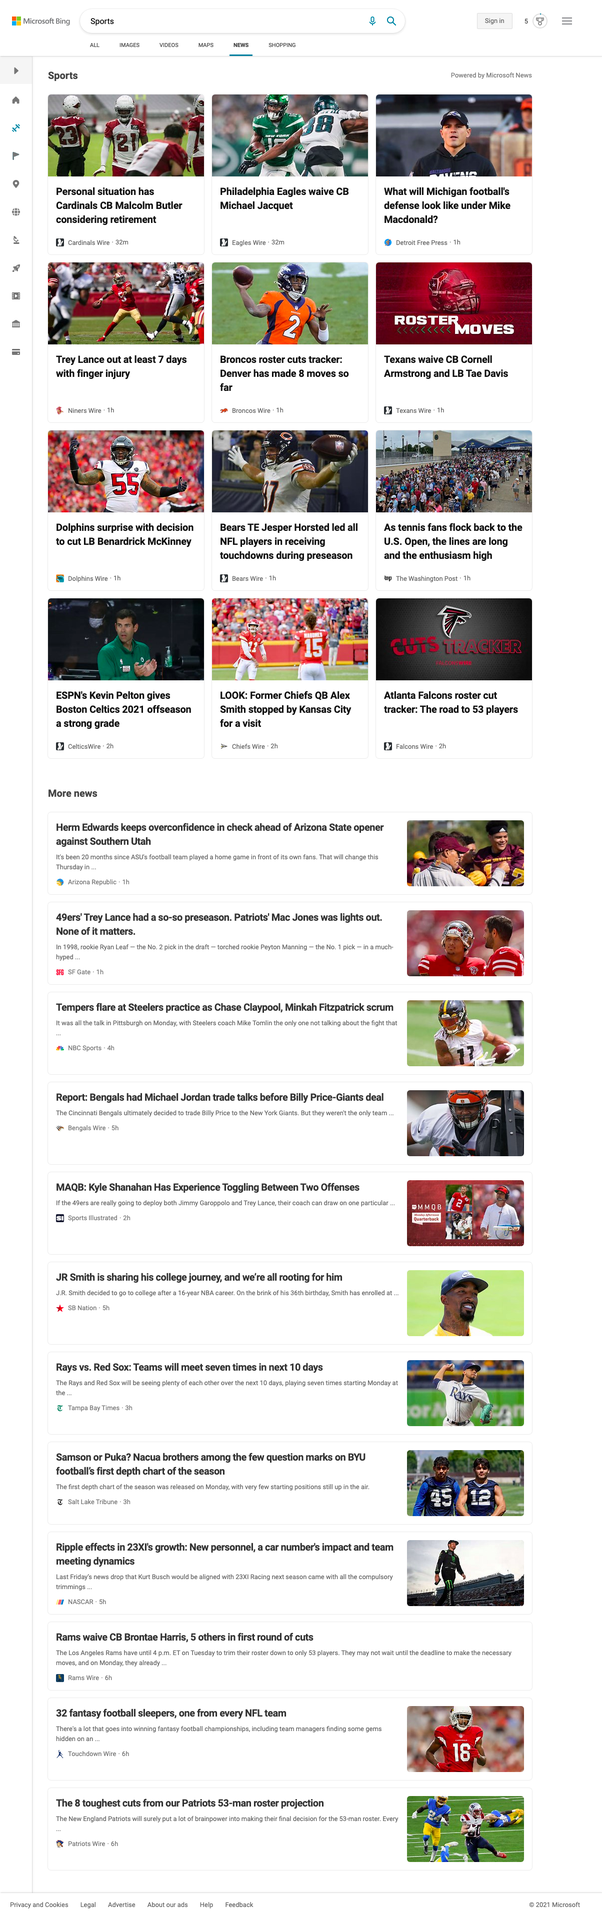 Microsoft Bing
Sports
Sign in
5
ALL IMAGES VIDEOS MAPS NEWS SHOPPING
Sports
Powered by Microsoft News
Personal situation has
Cardinals CB Malcolm Butler
considering retirement
Cardinals Wire · 32m
Philadelphia Eagles waive CB
Michael Jacquet
Eagles Wire · 32m
What will Michigan football's
defense look like under Mike
Macdonald?
Detroit Free Press · 1h
Trey Lance out at least 7 days
with finger injury
Niners Wire · 1h
Broncos roster cuts tracker:
Denver has made 8 moves so
far
Broncos Wire · 1h
ROSTER
MOVES
Texans waive CB Cornell
Armstrong and LB Tae Davis
Texans Wire · 1h
Dolphins surprise with decision
to cut LB Benardrick McKinney
Dolphins Wire · 1h
Bears TE Jesper Horsted led all
NFL players in receiving
touchdowns during preseason
Bears Wire · 1h
As tennis fans flock back to the
U.S. Open, the lines are long
and the enthusiasm high
The Washington Post · 1h
ESPN's Kevin Pelton gives
Boston Celtics 2021 offseason
a strong grade
CelticsWire · 2h
LOOK: Former Chiefs QB Alex
Smith stopped by Kansas City
for a visit
Chiefs Wire · 2h
CUTS TRACKER
Atlanta Falcons roster cut
tracker: The road to 53 players
Falcons Wire · 2h
More news
Herm Edwards keeps overconfidence in check ahead of Arizona State opener
against Southern Utah
It's been 20 months since ASU's football team played a home game in front of its own fans. That will change this
Thursday in ...
Arizona Republic · 1h
49ers' Trey Lance had a so-so preseason. Patriots' Mac Jones was lights out.
None of it matters.
In 1998, rookie Ryan Leaf — the No. 2 pick in the draft — torched rookie Peyton Manning — the No. 1 pick — in a much-
hyped ...
SF Gate · 1h
Tempers flare at Steelers practice as Chase Claypool, Minkah Fitzpatrick scrum
It was all the talk in Pittsburgh on Monday, with Steelers coach Mike Tomlin the only one not talking about the fight that
...
NBC Sports · 4h
Report: Bengals had Michael Jordan trade talks before Billy Price-Giants deal
The Cincinnati Bengals ultimately decided to trade Billy Price to the New York Giants. But they weren't the only team ...
Bengals Wire · 5h
MAQB: Kyle Shanahan Has Experience Toggling Between Two Offenses
If the 49ers are really going to deploy both Jimmy Garoppolo and Trey Lance, their coach can draw on one particular ...
Sports Illustrated · 2h
JR Smith is sharing his college journey, and we're all rooting for him
J.R. Smith decided to go to college after a 16-year NBA career. On the brink of his 36th birthday, Smith has enrolled at ...
SB Nation · 5h
Rays vs. Red Sox: Teams will meet seven times in next 10 days
The Rays and Red Sox will be seeing plenty of each other over the next 10 days, playing seven times starting Monday at
the ...
Tampa Bay Times · 3h
Samson or Puka? Nacua brothers among the few question marks on BYU
football's first depth chart of the season
The first depth chart of the season was released on Monday, with very few starting positions still up in the air.
Salt Lake Tribune · 3h
Ripple effects in 23XI's growth: New personnel, a car number's impact and team
meeting dynamics
Last Friday's news drop that Kurt Busch would be aligned with 23XI Racing next season came with all the compulsory
trimmings ...
NASCAR · 5h
Rams waive CB Brontae Harris, 5 others in first round of cuts
The Los Angeles Rams have until 4 p.m. ET on Tuesday to trim their roster down to only 53 players. They may not wait until the deadline to make the necessary
moves, and on Monday, they already ...
Rams Wire · 6h
32 fantasy football sleepers, one from every NFL team
There's a lot that goes into winning fantasy football championships, including team managers finding some gems
hidden on an ...
Touchdown Wire · 6h
The 8 toughest cuts from our Patriots 53-man roster projection
The New England Patriots will surely put a lot of brainpower into making their final decision for the 53-man roster. Every
...
Patriots Wire · 6h
Privacy and Cookies Legal Advertise About our ads Help Feedback
© 2021 Microsoft